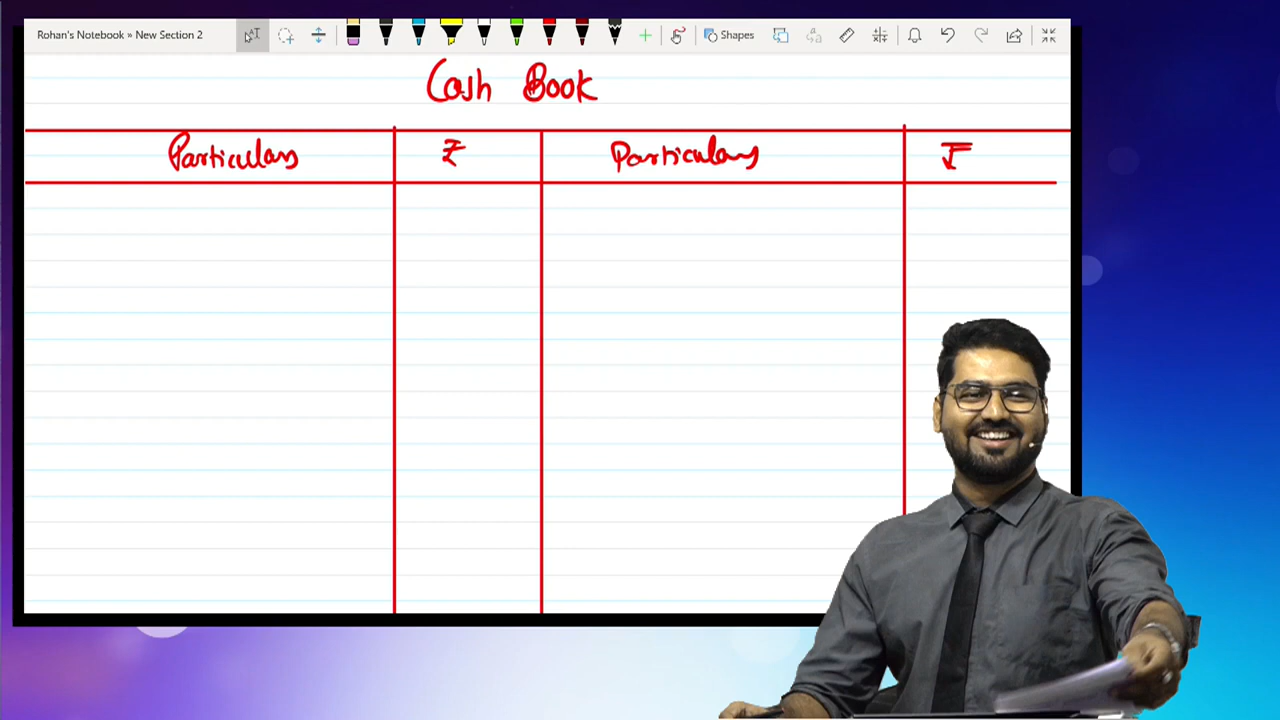 Rohan's Notebook » New Section 2
Shapes
Cash Book
Particulars ₹ Particulars ₹